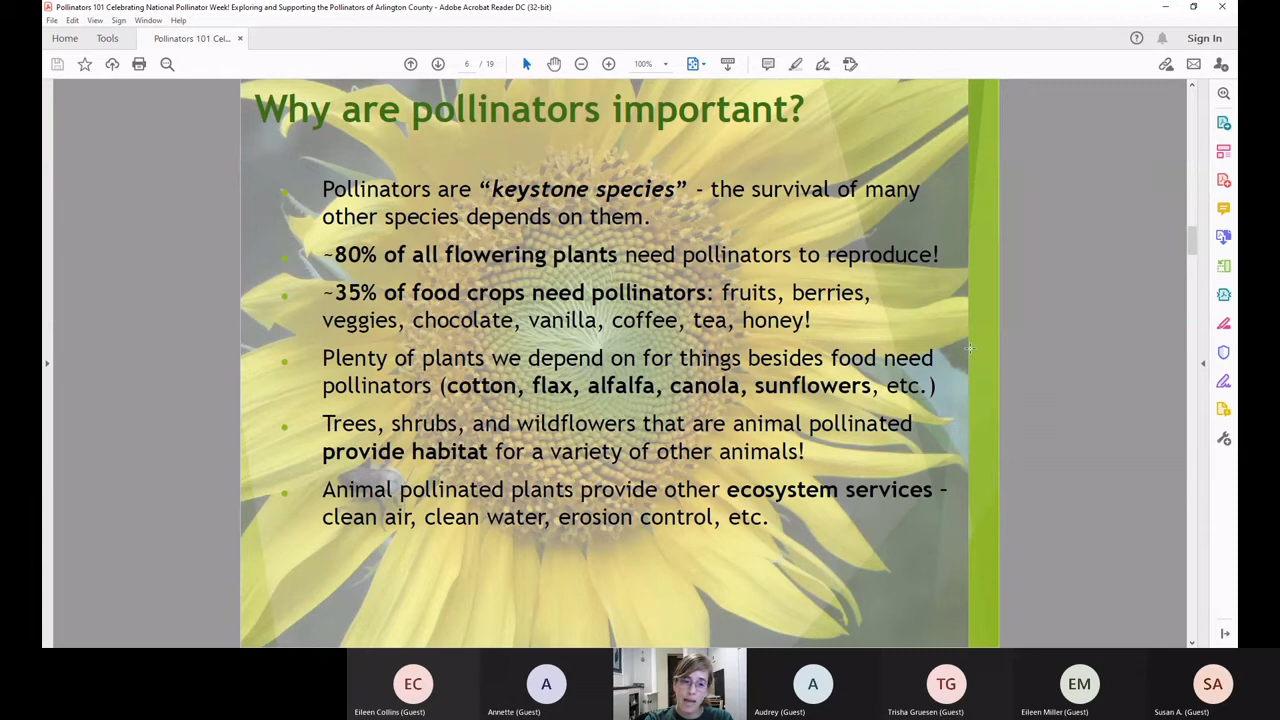 Pollinators 101 Celebrating National Pollinator Week! Exploring and Supporting the Pollinators of Arlington County - Adobe Acrobat Reader DC (32-bit)
File Edit View Sign Window Help
Home Tools Pollinators 101 Cel... × Sign In
6 / 19 100%
Why are pollinators important?
Pollinators are “keystone species” - the survival of many
other species depends on them.
~80% of all flowering plants need pollinators to reproduce!
~35% of food crops need pollinators: fruits, berries,
veggies, chocolate, vanilla, coffee, tea, honey!
Plenty of plants we depend on for things besides food need
pollinators (cotton, flax, alfalfa, canola, sunflowers, etc.)
Trees, shrubs, and wildflowers that are animal pollinated
provide habitat for a variety of other animals!
Animal pollinated plants provide other ecosystem services –
clean air, clean water, erosion control, etc.
EC A A TG EM SA
Eileen Collins (Guest) Annette (Guest) Audrey (Guest) Trisha Gruesen (Guest) Eileen Miller (Guest) Susan A. (Guest)